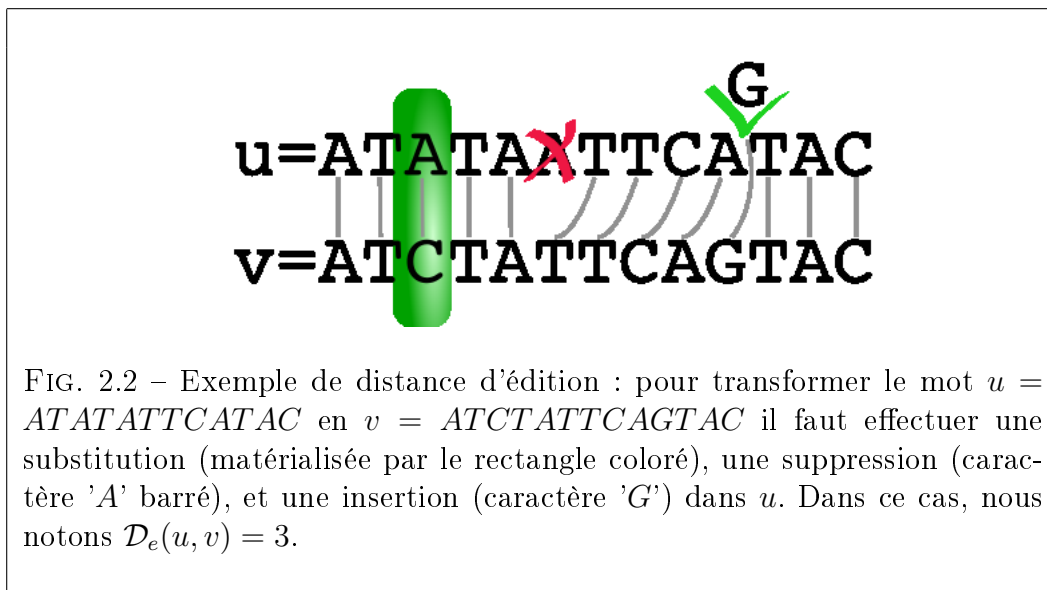 G
u=ATATAATTCATAC
v=ATCTATTCAGTAC
FIG. 2.2 – Exemple de distance d'édition : pour transformer le mot u =
ATATATTCATAC en v = ATCTATTCAGTAC il faut effectuer une
substitution (matérialisée par le rectangle coloré), une suppression (carac-
tère 'A' barré), et une insertion (caractère 'G') dans u. Dans ce cas, nous
notons 𝒟ₑ(u, v) = 3.